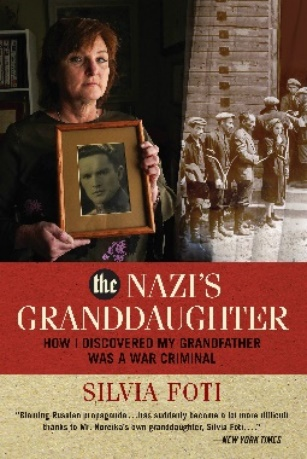 the NAZI'S
GRANDDAUGHTER
HOW I DISCOVERED MY GRANDFATHER
WAS A WAR CRIMINAL
SILVIA FOTI
"Blaming Russian propaganda...has suddenly become a lot more difficult
thanks to Mr. Noreika's own granddaughter, Silvia Foti...."
—NEW YORK TIMES